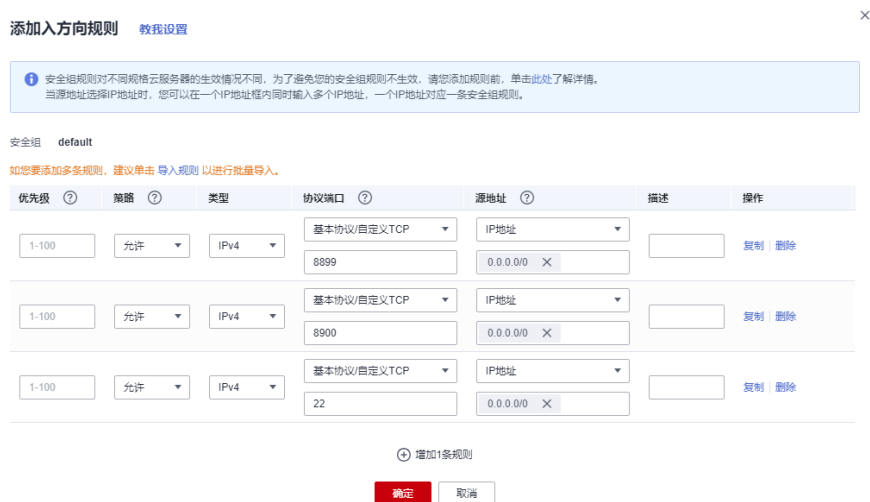 添加入方向规则 教我设置
安全组规则对不同规格云服务器的生效情况不同，为了避免您的安全组规则不生效，请您添加规则前，单击此处了解详情。
当源地址选择IP地址时，您可以在一个IP地址框内同时输入多个IP地址，一个IP地址对应一条安全组规则。
安全组 default
如您要添加多条规则，建议单击 导入规则 以进行批量导入。
优先级 ? 策略 ? 类型 协议端口 ? 源地址 ? 描述 操作
基本协议/自定义TCP IP地址
1-100 允许 IPv4 复制 删除
8899 0.0.0.0/0
基本协议/自定义TCP IP地址
1-100 允许 IPv4 复制 删除
8900 0.0.0.0/0
基本协议/自定义TCP IP地址
1-100 允许 IPv4 复制 删除
22 0.0.0.0/0
增加1条规则
确定 取消